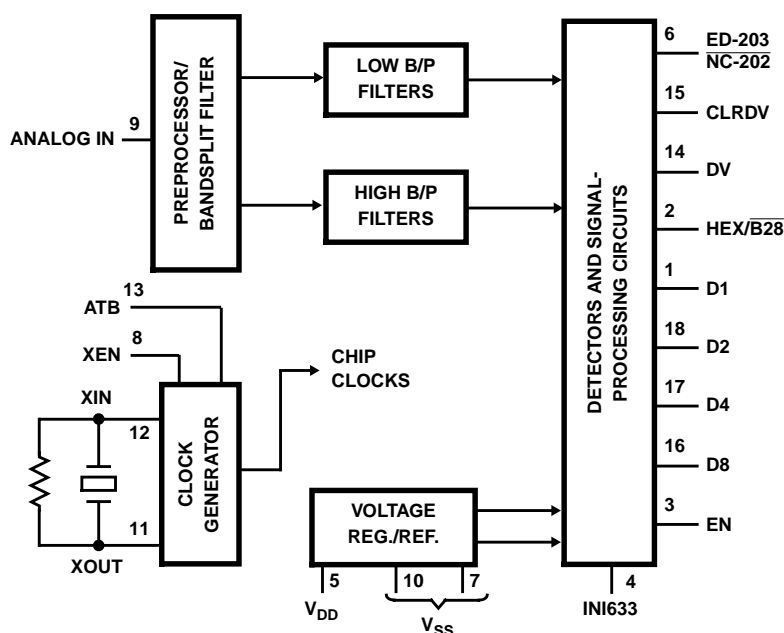 ANALOG IN
9
PREPROCESSOR/
BANDSPLIT FILTER
LOW B/P
FILTERS
HIGH B/P
FILTERS
DETECTORS AND SIGNAL-
PROCESSING CIRCUITS
6
ED-203
NC-202
15
CLRDV
14
DV
2
HEX/B28
1
D1
18
D2
17
D4
16
D8
3
EN
4
INI633
13
ATB
8
XEN
XIN
12
CLOCK
GENERATOR
11
XOUT
CHIP
CLOCKS
VOLTAGE
REG./REF.
5
10
7
VDD
VSS